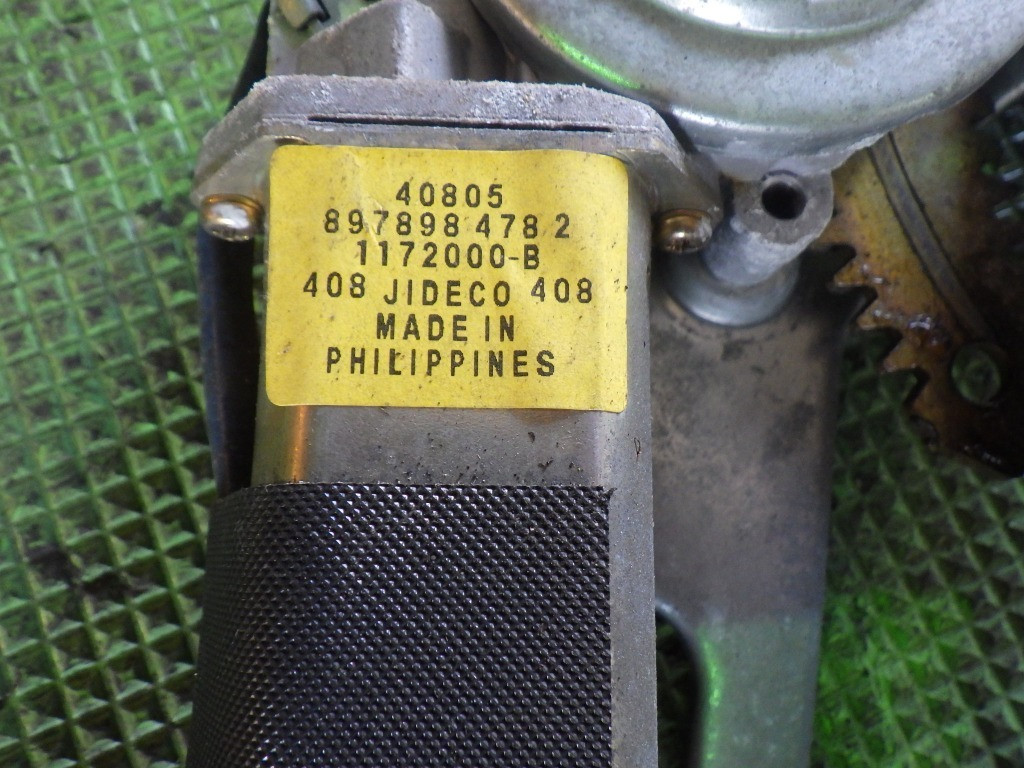 40805
897898 478 2
1172000-B
408 JIDECO 408
MADE IN
PHILIPPINES